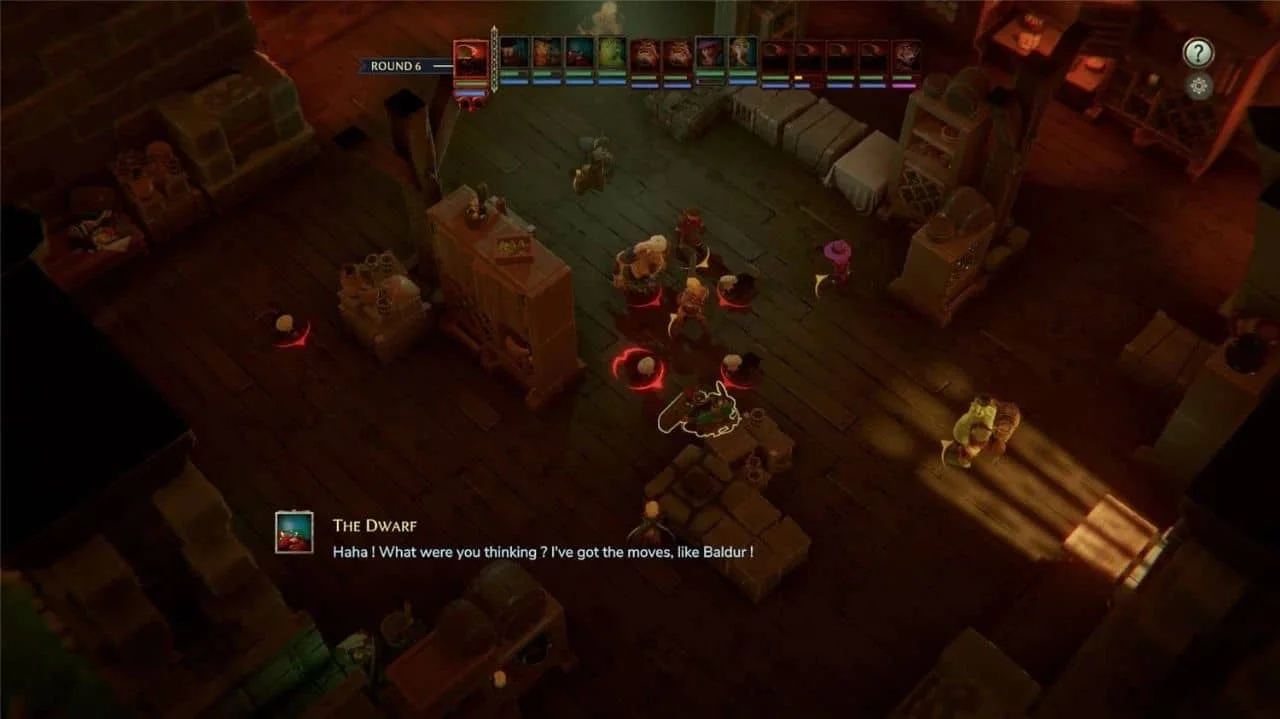 ROUND 6
?
THE DWARF
Haha ! What were you thinking ? I've got the moves, like Baldur !